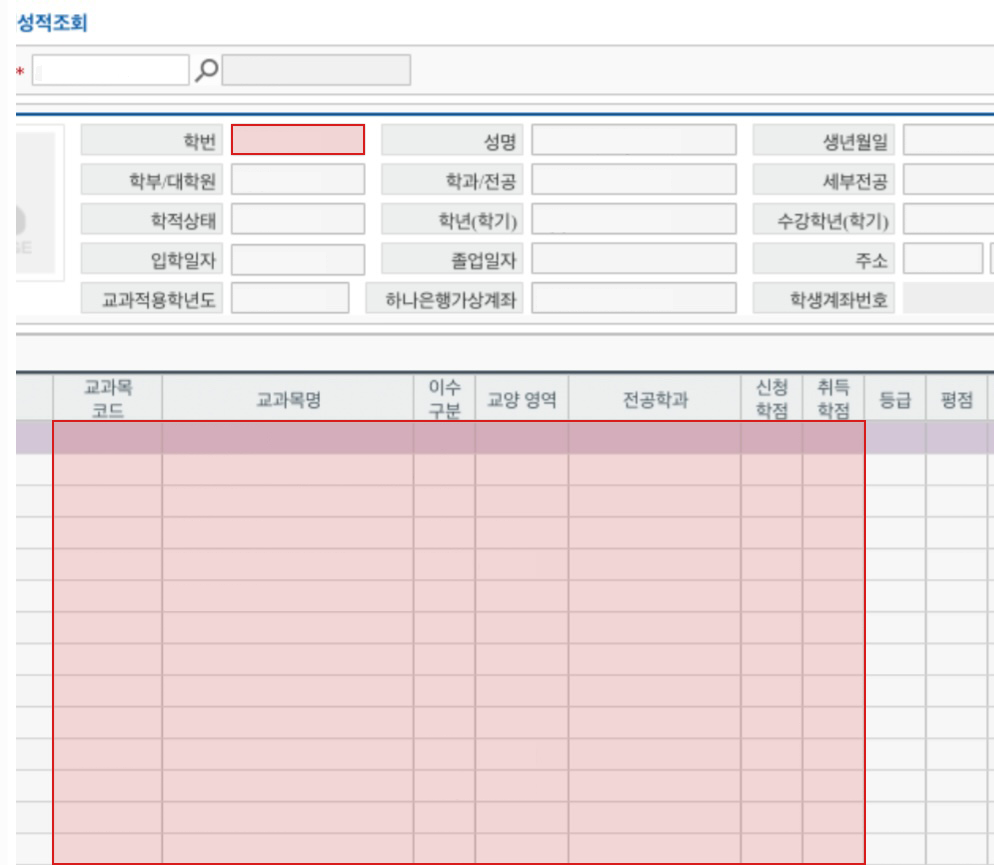 성적조회
*
학번 성명 생년월일
학부/대학원 학과/전공 세부전공
학적상태 학년(학기) 수강학년(학기)
입학일자 졸업일자 주소
교과적용학년도 하나은행가상계좌 학생계좌번호
교과목 코드 교과목명 이수 구분 교양 영역 전공학과 신청 학점 취득 학점 등급 평점